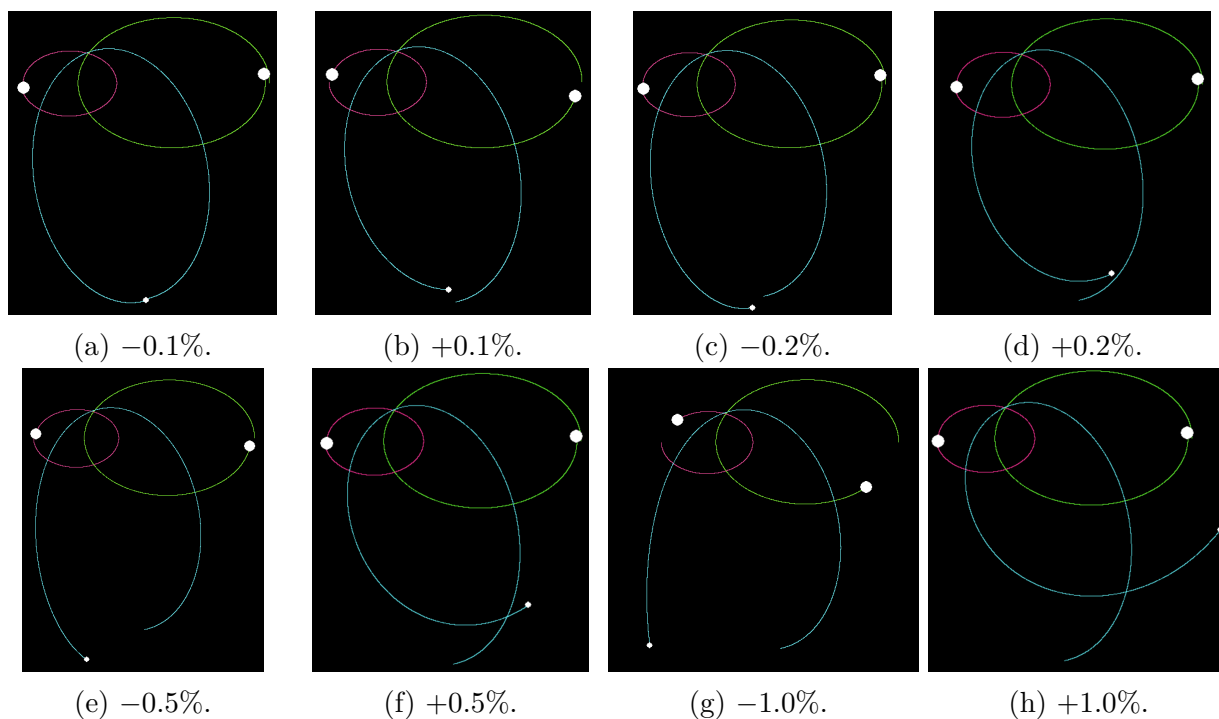 (a) −0.1%.
(b) +0.1%.
(c) −0.2%.
(d) +0.2%.
(e) −0.5%.
(f) +0.5%.
(g) −1.0%.
(h) +1.0%.